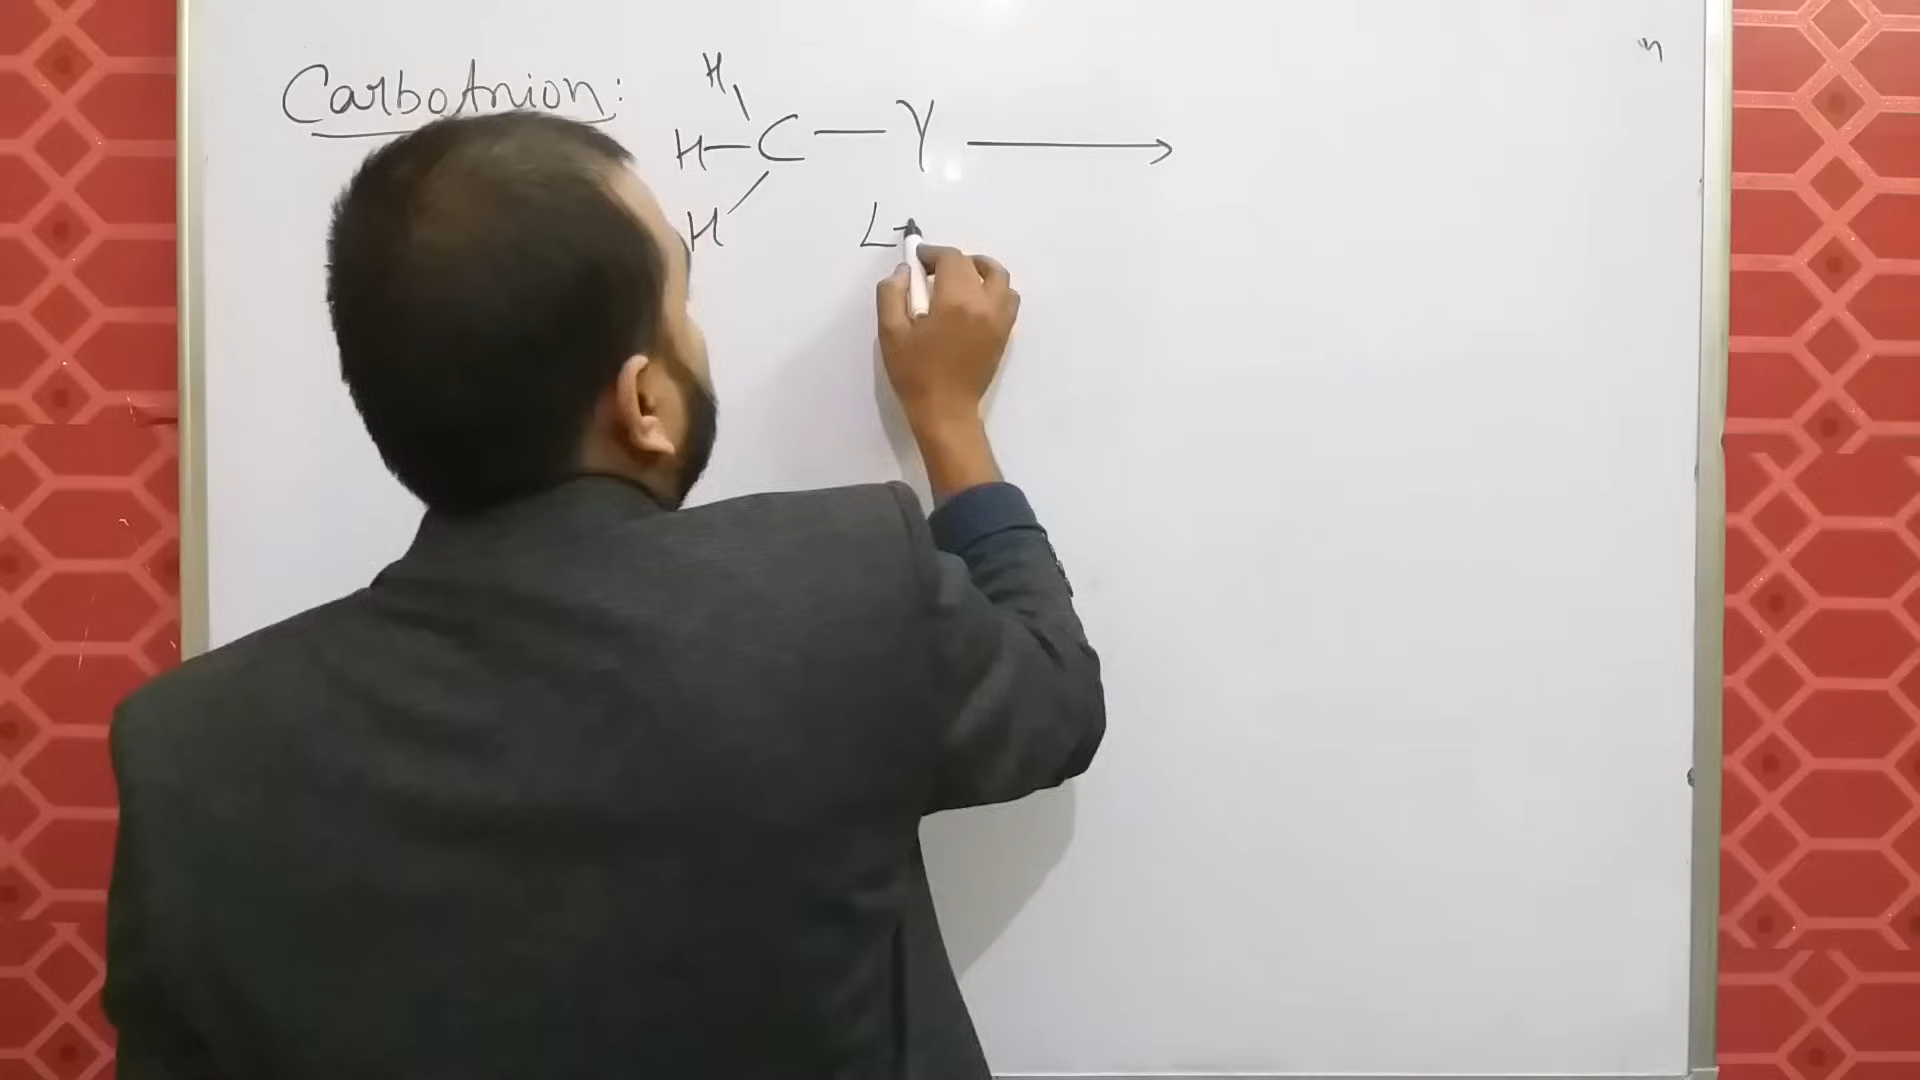 CarboAnion:
H
H—C — Y ⟶
H
L